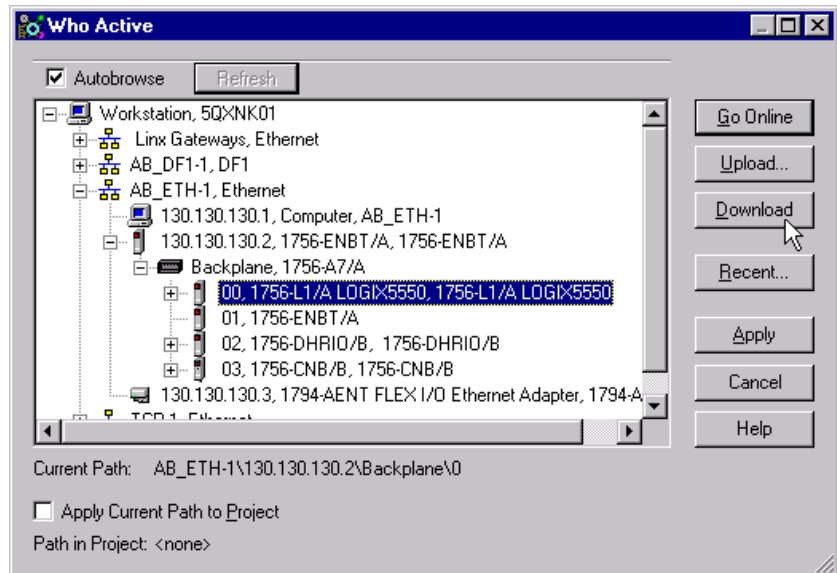 Who Active
Autobrowse
Refresh
Workstation, 5QXNK01
Linx Gateways, Ethernet
AB_DF1-1, DF1
AB_ETH-1, Ethernet
130.130.130.1, Computer, AB_ETH-1
130.130.130.2, 1756-ENBT/A, 1756-ENBT/A
Backplane, 1756-A7/A
00, 1756-L1/A LOGIX5550, 1756-L1/A LOGIX5550
01, 1756-ENBT/A
02, 1756-DHRIO/B, 1756-DHRIO/B
03, 1756-CNB/B, 1756-CNB/B
130.130.130.3, 1794-AENT FLEX I/O Ethernet Adapter, 1794-A
Go Online
Upload...
Download
Recent...
Apply
Cancel
Help
Current Path: AB_ETH-1\130.130.130.2\Backplane\0
Apply Current Path to Project
Path in Project: <none>